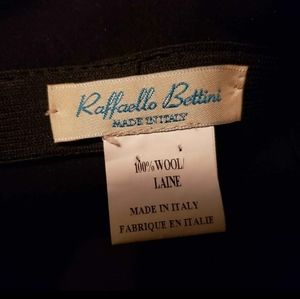 Raffaello Bettini
MADE IN ITALY
100% WOOL/
LAINE
MADE IN ITALY
FABRIQUE EN ITALIE